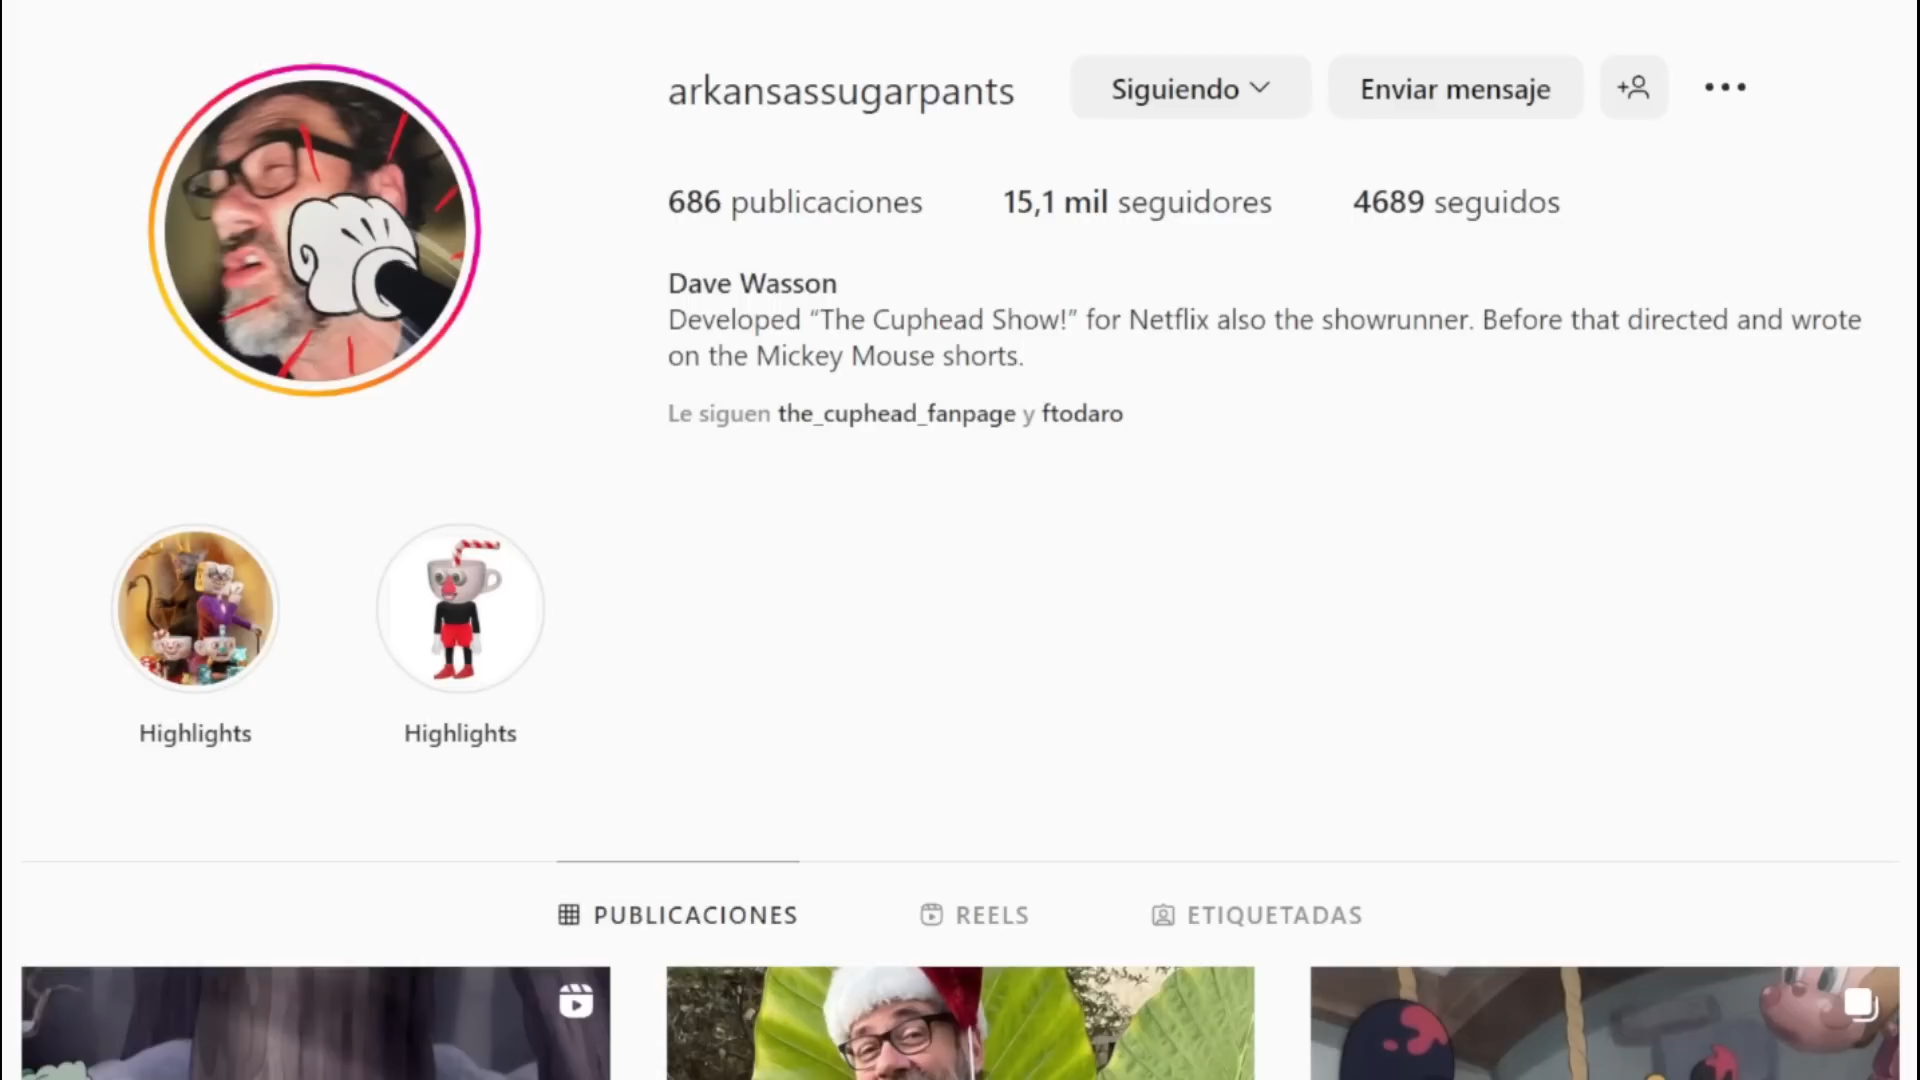 arkansassugarpants
Siguiendo
Enviar mensaje
686 publicaciones
15,1 mil seguidores
4689 seguidos
Dave Wasson
Developed “The Cuphead Show!” for Netflix also the showrunner. Before that directed and wrote
on the Mickey Mouse shorts.
Le siguen the_cuphead_fanpage y ftodaro
Highlights
Highlights
PUBLICACIONES
REELS
ETIQUETADAS